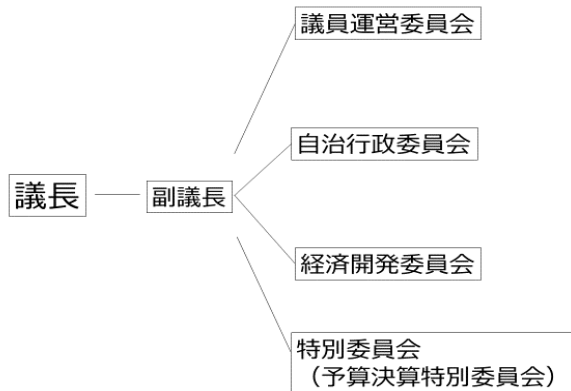 議員運営委員会
自治行政委員会
議長
副議長
経済開発委員会
特別委員会
（予算決算特別委員会）